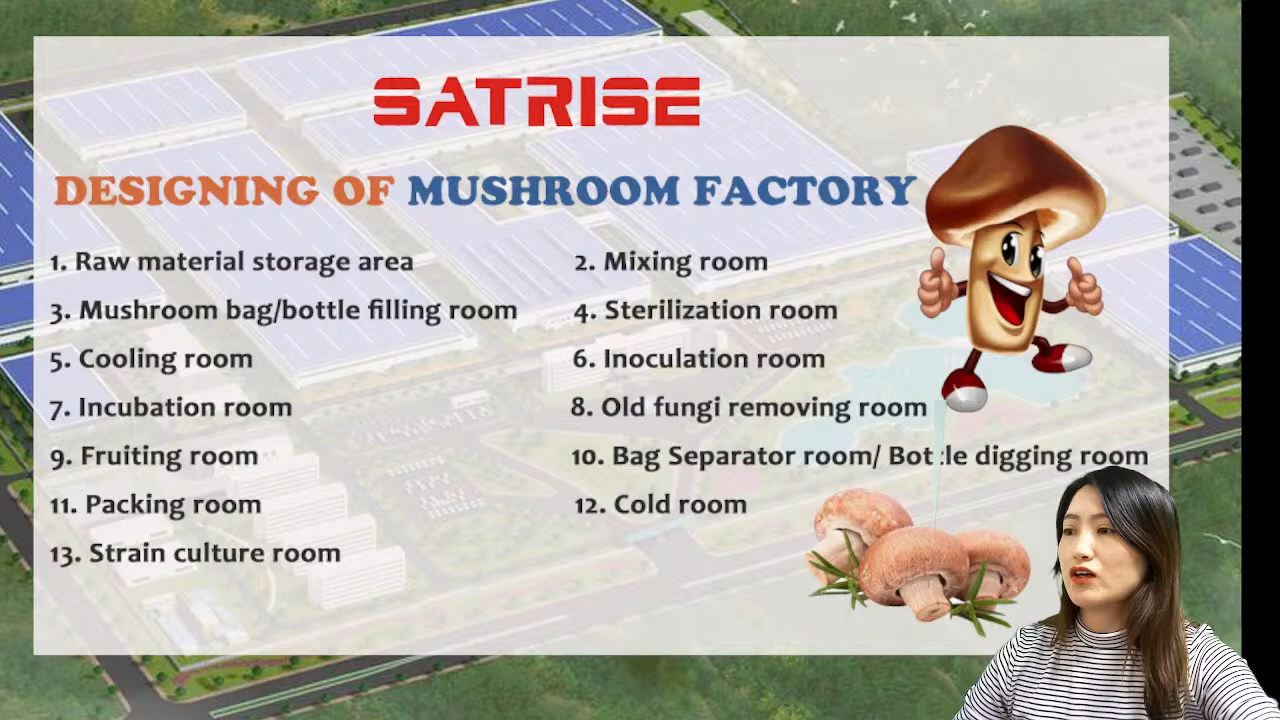 SATRISE
DESIGNING OF MUSHROOM FACTORY
1. Raw material storage area
2. Mixing room
3. Mushroom bag/bottle filling room
4. Sterilization room
5. Cooling room
6. Inoculation room
7. Incubation room
8. Old fungi removing room
9. Fruiting room
10. Bag Separator room/ Bottle digging room
11. Packing room
12. Cold room
13. Strain culture room